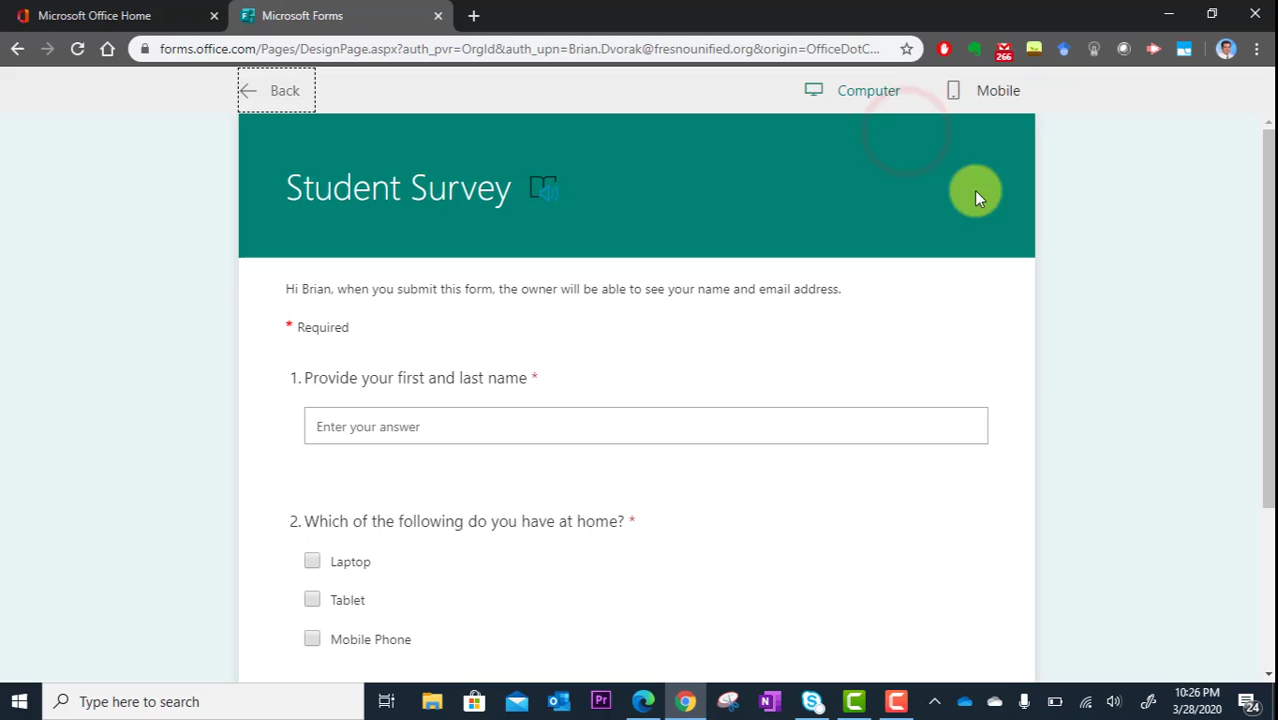 Microsoft Office Home
Microsoft Forms
forms.office.com/Pages/DesignPage.aspx?auth_pvr=OrgId&auth_upn=Brian.Dvorak@fresnounified.org&origin=OfficeDotC...
266
Back
Computer
Mobile
Student Survey
Hi Brian, when you submit this form, the owner will be able to see your name and email address.
* Required
1. Provide your first and last name *
Enter your answer
2. Which of the following do you have at home? *
Laptop
Tablet
Mobile Phone
Type here to search
Pr
10:26 PM
3/28/2020
24